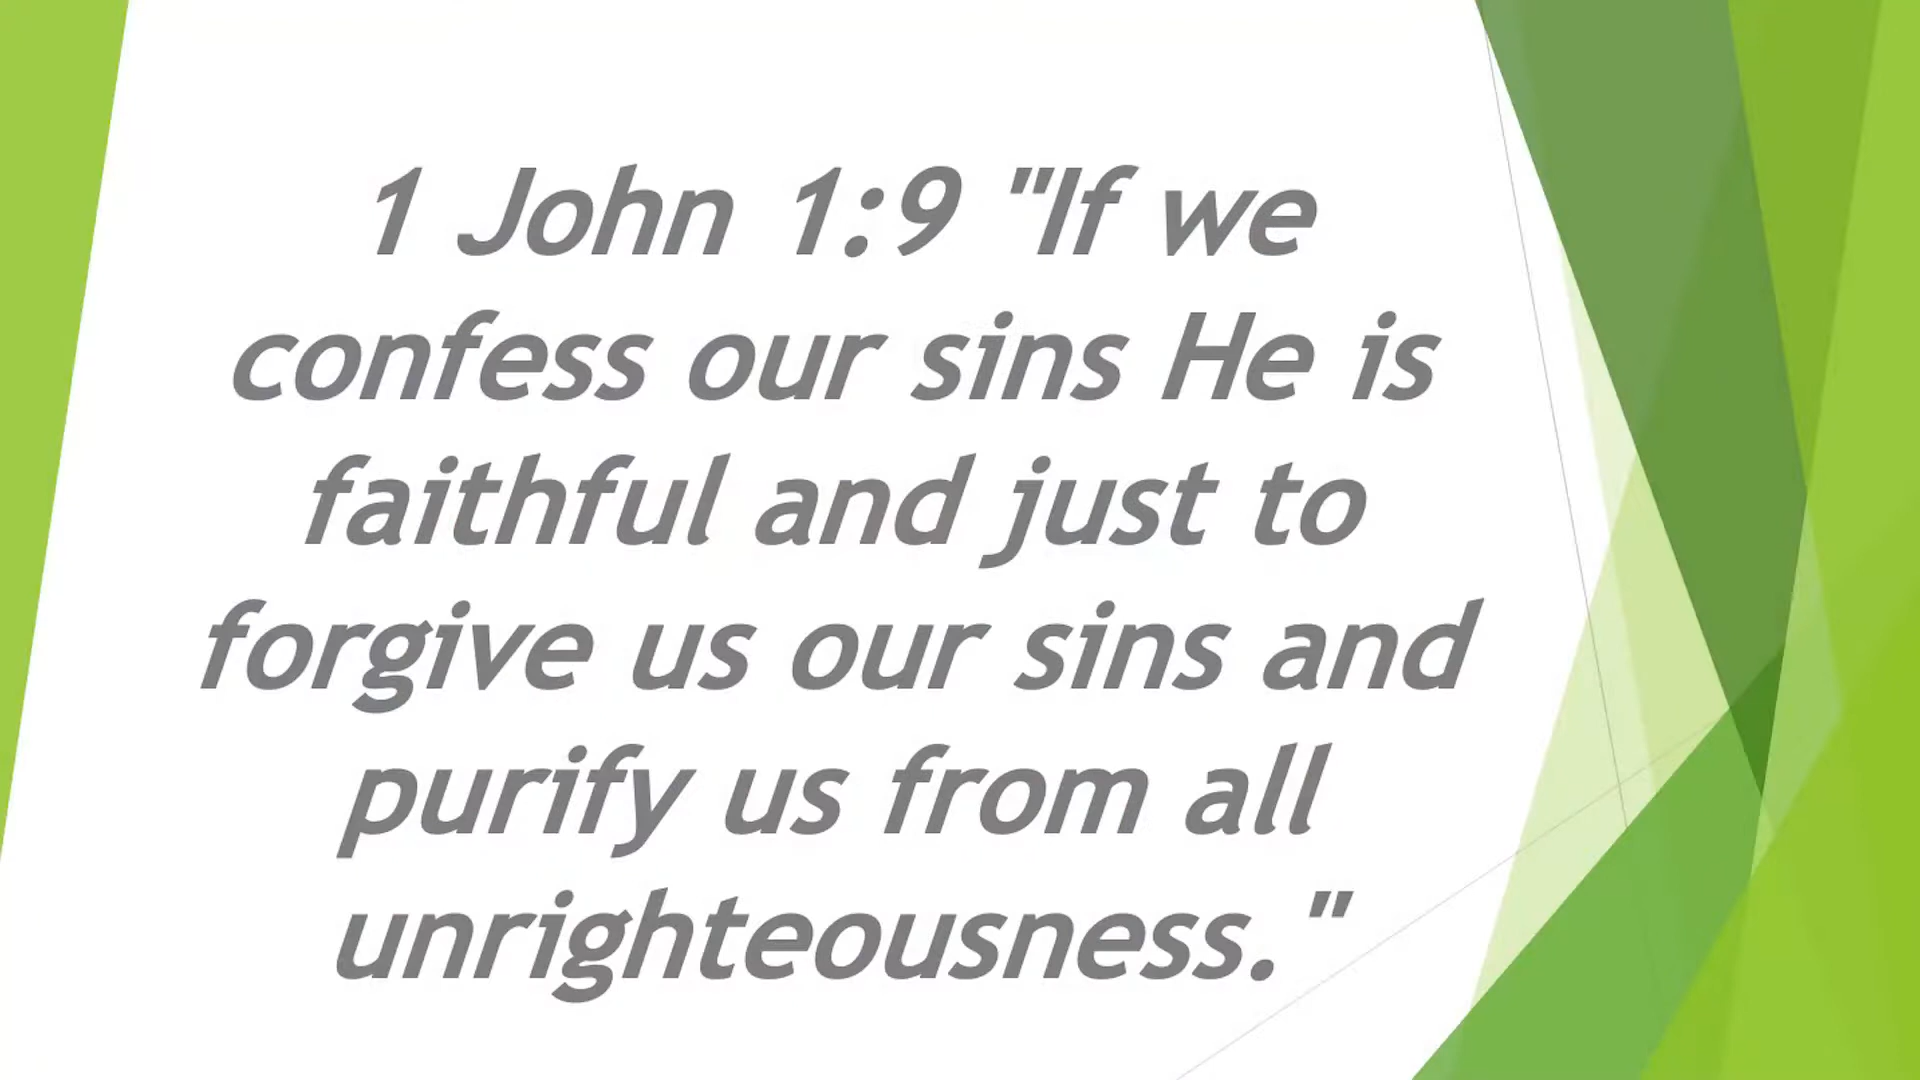 1 John 1:9 "If we
confess our sins He is
faithful and just to
forgive us our sins and
purify us from all
unrighteousness."